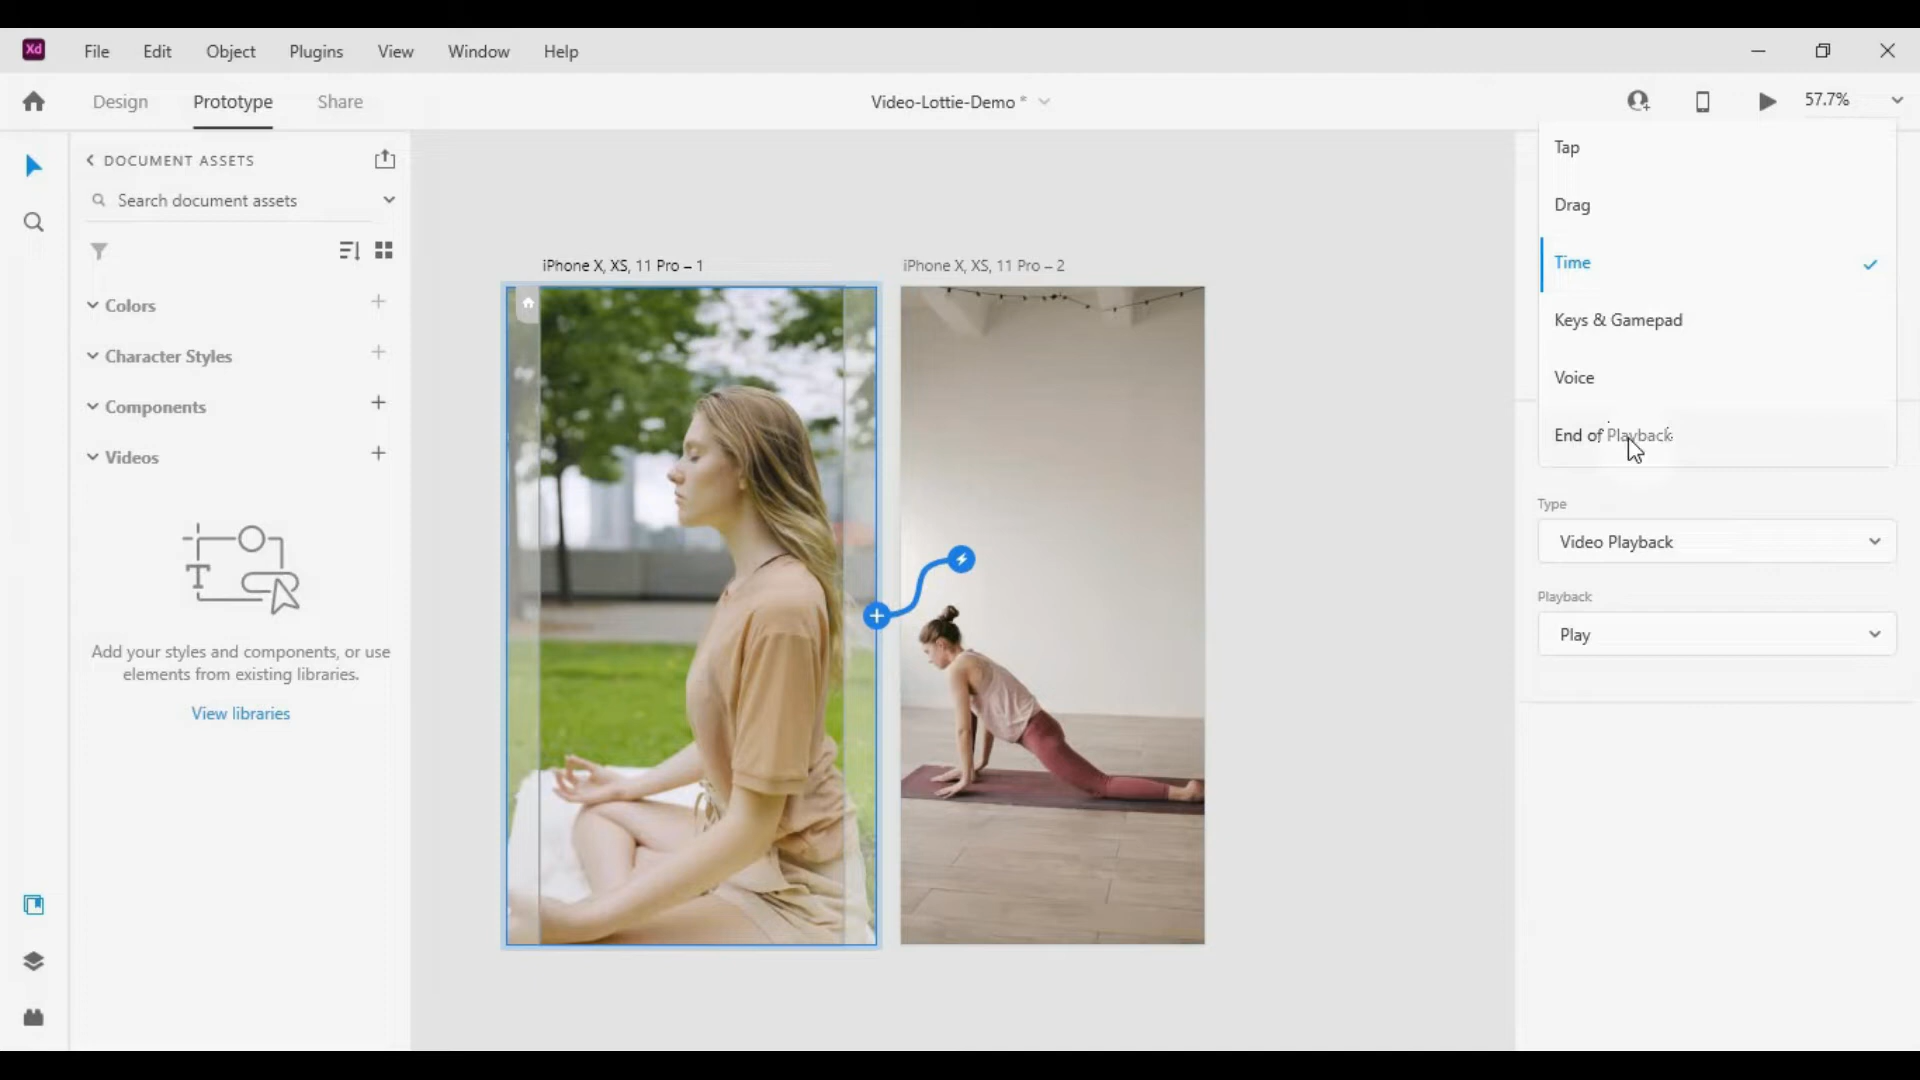 Xd File Edit Object Plugins View Window Help
Design Prototype Share Video-Lottie-Demo * 57.7%
DOCUMENT ASSETS
Search document assets
Colors
Character Styles
Components
Videos
T
Add your styles and components, or use
elements from existing libraries.
View libraries
iPhone X, XS, 11 Pro – 1
iPhone X, XS, 11 Pro – 2
Tap
Drag
Time
Keys & Gamepad
Voice
End of Playback
Type
Video Playback
Playback
Play